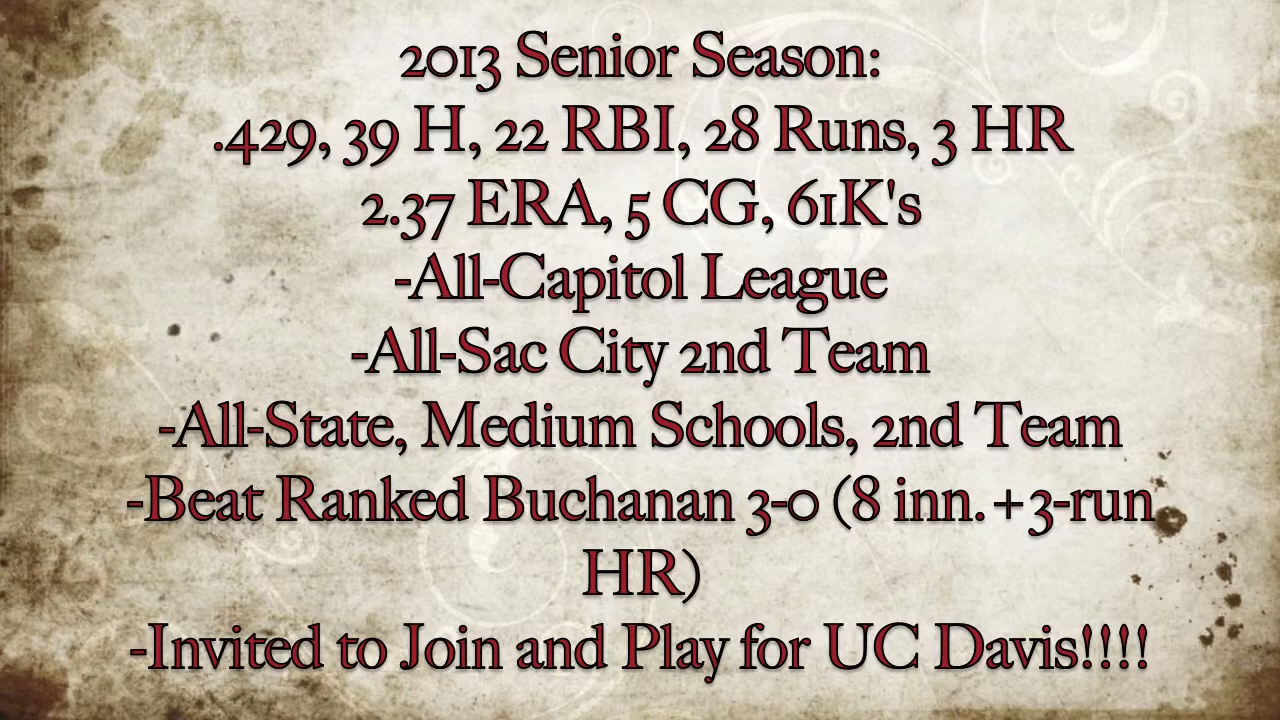 2013 Senior Season:
.429, 39 H, 22 RBI, 28 Runs, 3 HR
2.37 ERA, 5 CG, 61K's
-All-Capitol League
-All-Sac City 2nd Team
-All-State, Medium Schools, 2nd Team
-Beat Ranked Buchanan 3-0 (8 inn.+3-run
HR)
-Invited to Join and Play for UC Davis!!!!